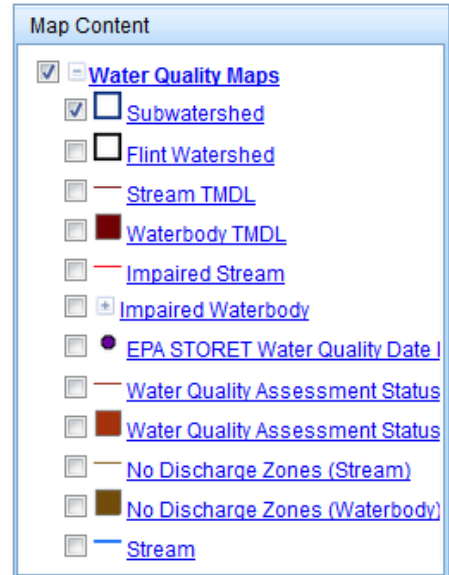 Map Content
Water Quality Maps
Subwatershed
Flint Watershed
Stream TMDL
Waterbody TMDL
Impaired Stream
Impaired Waterbody
EPA STORET Water Quality Date
Water Quality Assessment Status
Water Quality Assessment Status
No Discharge Zones (Stream)
No Discharge Zones (Waterbody)
Stream